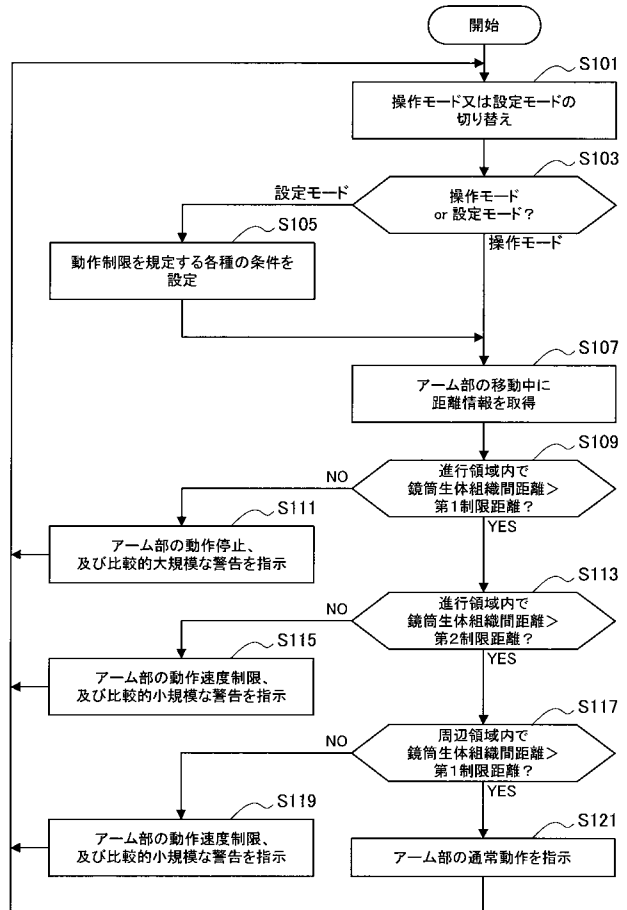 開始
S101
操作モード又は設定モードの
切り替え
S103
設定モード
操作モード
or 設定モード？
S105
操作モード
動作制限を規定する各種の条件を
設定
S107
アーム部の移動中に
距離情報を取得
S109
NO
進行領域内で
鏡筒生体組織間距離＞
第1制限距離？
S111
YES
アーム部の動作停止、
及び比較的大規模な警告を指示
S113
NO
進行領域内で
鏡筒生体組織間距離＞
第2制限距離？
S115
YES
アーム部の動作速度制限、
及び比較的小規模な警告を指示
S117
NO
周辺領域内で
鏡筒生体組織間距離＞
第1制限距離？
S119
YES
アーム部の動作速度制限、
及び比較的小規模な警告を指示
S121
アーム部の通常動作を指示